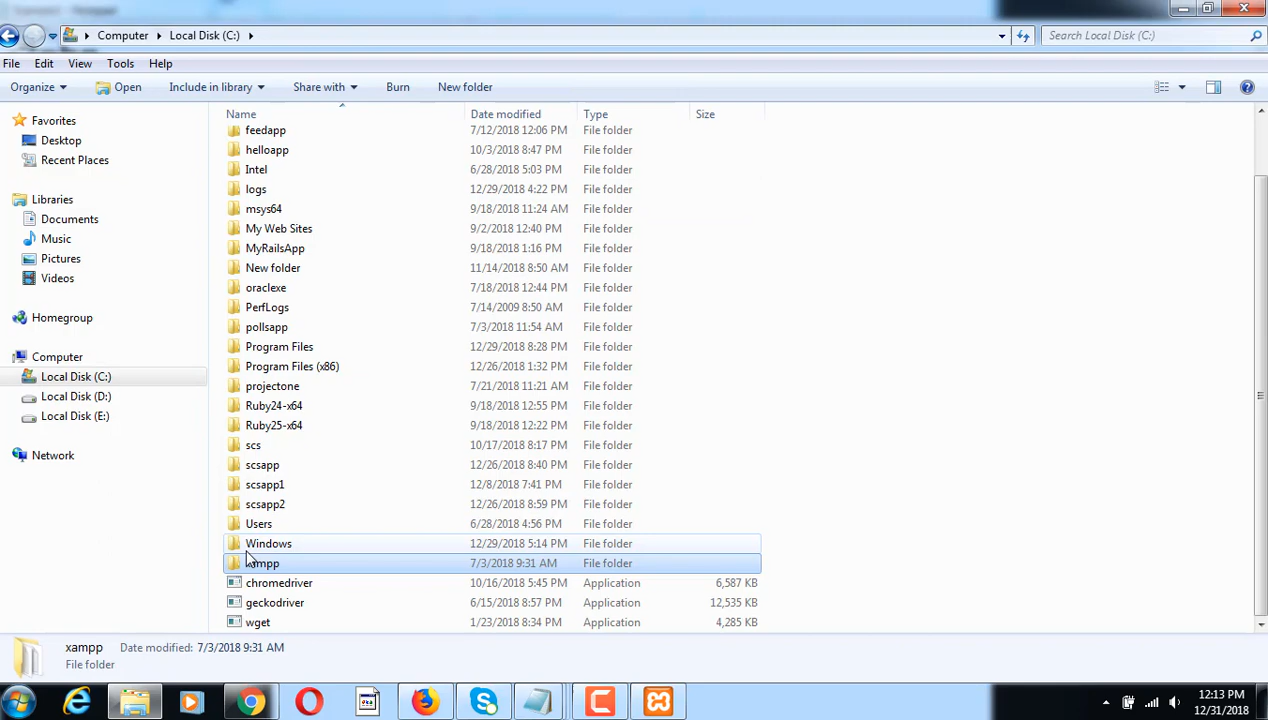 Computer Local Disk (C:) Search Local Disk (C:)
File Edit View Tools Help
Organize Open Include in library Share with Burn New folder
Name Date modified Type Size
Favorites
Desktop
Recent Places
Libraries
Documents
Music
Pictures
Videos
Homegroup
Computer
Local Disk (C:)
Local Disk (D:)
Local Disk (E:)
Network
feedapp 7/12/2018 12:06 PM File folder
helloapp 10/3/2018 8:47 PM File folder
Intel 6/28/2018 5:03 PM File folder
logs 12/29/2018 4:22 PM File folder
msys64 9/18/2018 11:24 AM File folder
My Web Sites 9/2/2018 12:40 PM File folder
MyRailsApp 9/18/2018 1:16 PM File folder
New folder 11/14/2018 8:50 AM File folder
oraclexe 7/18/2018 12:44 PM File folder
PerfLogs 7/14/2009 8:50 AM File folder
pollsapp 7/3/2018 11:54 AM File folder
Program Files 12/29/2018 8:28 PM File folder
Program Files (x86) 12/26/2018 1:32 PM File folder
projectone 7/21/2018 11:21 AM File folder
Ruby24-x64 9/18/2018 12:55 PM File folder
Ruby25-x64 9/18/2018 12:22 PM File folder
scs 10/17/2018 8:17 PM File folder
scsapp 12/26/2018 8:40 PM File folder
scsapp1 12/8/2018 7:41 PM File folder
scsapp2 12/26/2018 8:59 PM File folder
Users 6/28/2018 4:56 PM File folder
Windows 12/29/2018 5:14 PM File folder
xampp 7/3/2018 9:31 AM File folder
chromedriver 10/16/2018 5:45 PM Application 6,587 KB
geckodriver 6/15/2018 8:57 PM Application 12,535 KB
wget 1/23/2018 8:34 PM Application 4,285 KB
xampp Date modified: 7/3/2018 9:31 AM
File folder
12:13 PM
12/31/2018